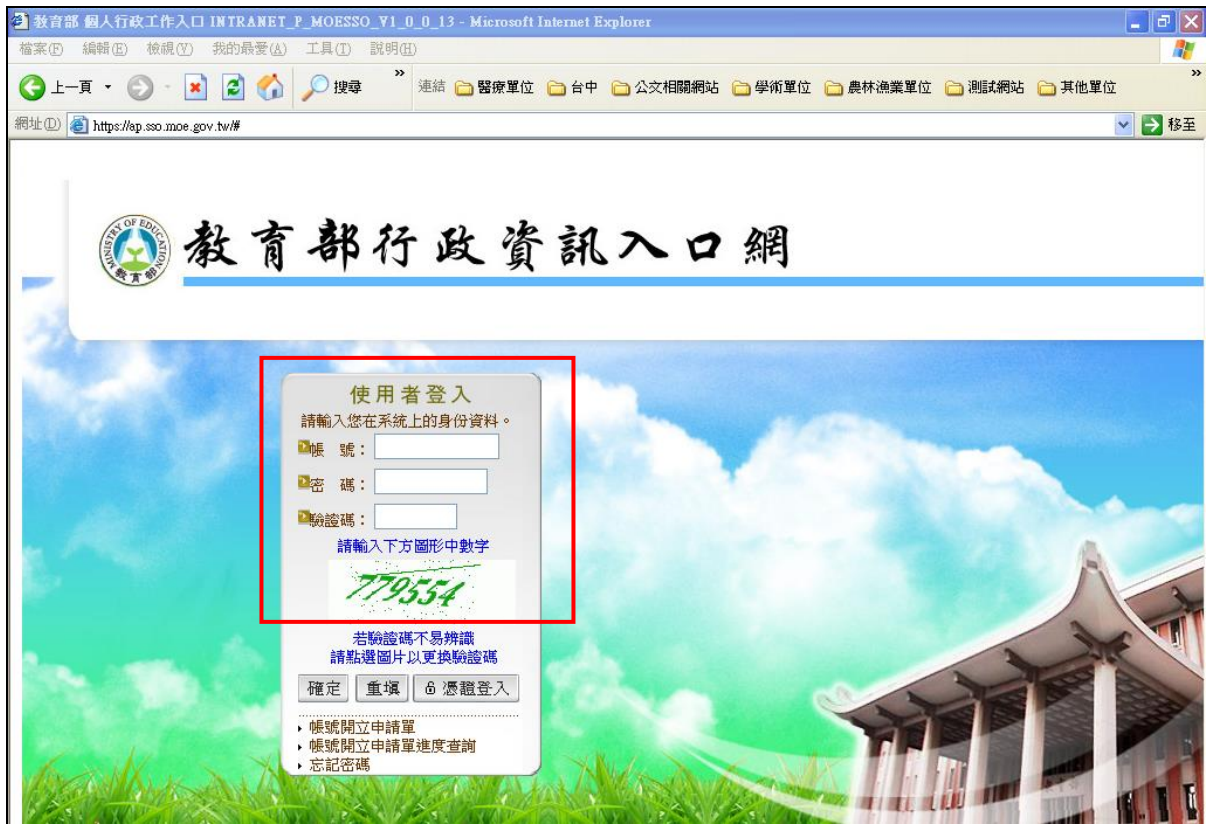 教育部 個人行政工作入口 INTRANET_P_MOESSO_V1_0_0_13 - Microsoft Internet Explorer
檔案(F) 編輯(E) 檢視(V) 我的最愛(A) 工具(T) 說明(H)
上一頁 搜尋 » 連結 醫療單位 台中 公文相關網站 學術單位 農林漁業單位 測試網站 其他單位 »
網址(D) https://ap.sso.moe.gov.tw/# 移至
MINISTRY OF EDUCATION
教育部
教育部行政資訊入口網
使用者登入
請輸入您在系統上的身份資料。
帳 號：
密 碼：
驗證碼：
請輸入下方圖形中數字
779554
若驗證碼不易辨識
請點選圖片以更換驗證碼
確定 重填 憑證登入
帳號開立申請單
帳號開立申請單進度查詢
忘記密碼